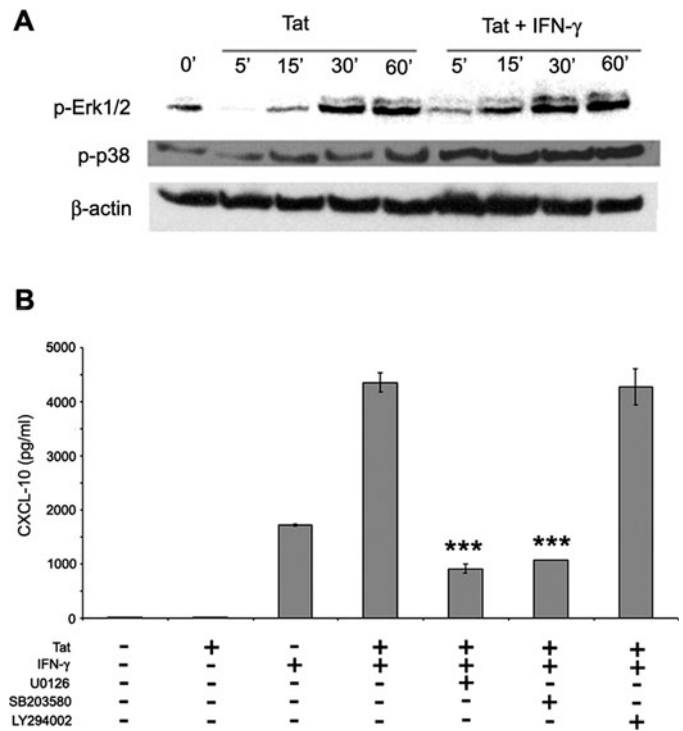 A
Tat
Tat + IFN-γ
0' 5' 15' 30' 60' 5' 15' 30' 60'
p-Erk1/2
p-p38
β-actin
B
CXCL-10 (pg/ml)
5000
4000
3000
2000
1000
0
*** ***
Tat - + - + + + +
IFN-γ - - + + + + +
U0126 - - - - + - -
SB203580 - - - - - + -
LY294002 - - - - - - +